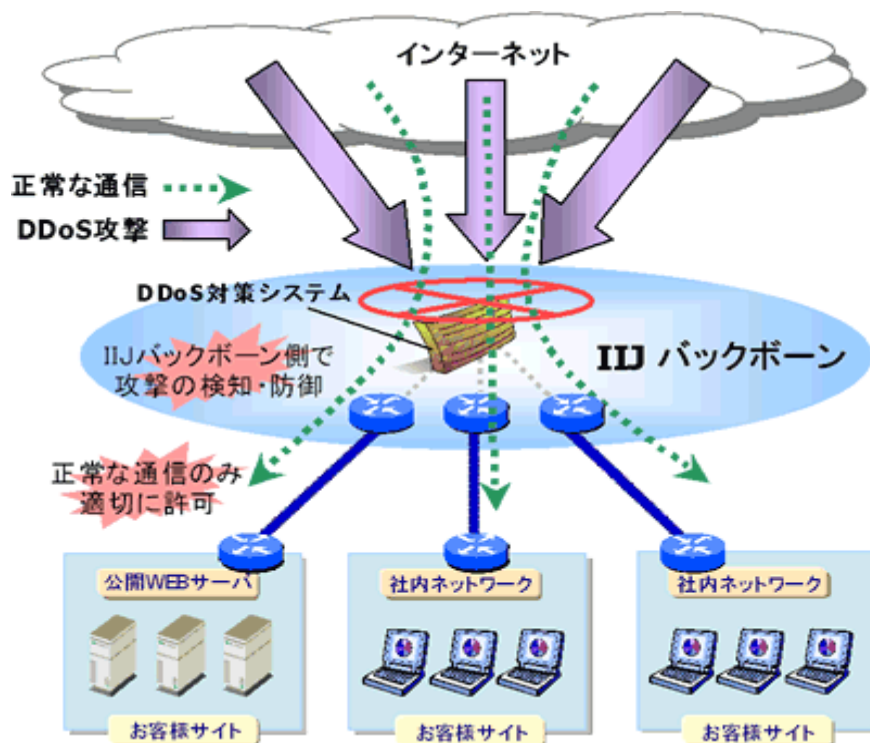 インターネット
正常な通信
DDoS攻撃
DDoS対策システム
IIJバックボーン側で
攻撃の検知・防御
IIJ バックボーン
正常な通信のみ
適切に許可
公開WEBサーバ
社内ネットワーク
社内ネットワーク
お客様サイト
お客様サイト
お客様サイト